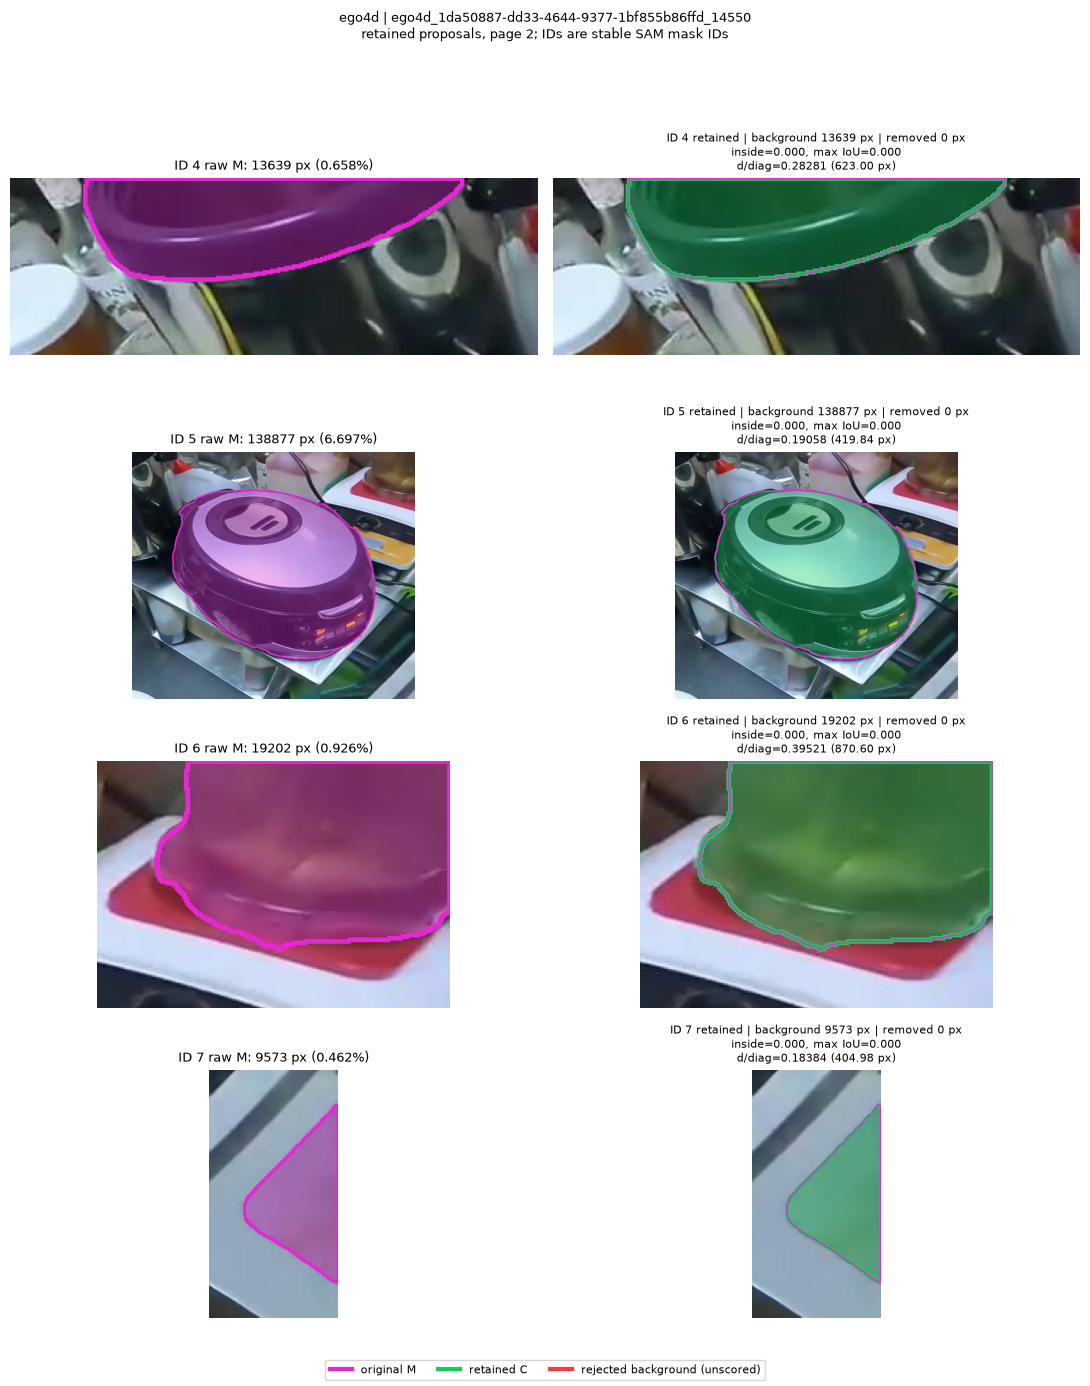 ego4d | ego4d_1da50887-dd33-4644-9377-1bf855b86ffd_14550
retained proposals, page 2; IDs are stable SAM mask IDs
ID 4 raw M: 13639 px (0.658%)
ID 4 retained | background 13639 px | removed 0 px
inside=0.000, max IoU=0.000
d/diag=0.28281 (623.00 px)
ID 5 raw M: 138877 px (6.697%)
ID 5 retained | background 138877 px | removed 0 px
inside=0.000, max IoU=0.000
d/diag=0.19058 (419.84 px)
ID 6 raw M: 19202 px (0.926%)
ID 6 retained | background 19202 px | removed 0 px
inside=0.000, max IoU=0.000
d/diag=0.39521 (870.60 px)
ID 7 raw M: 9573 px (0.462%)
ID 7 retained | background 9573 px | removed 0 px
inside=0.000, max IoU=0.000
d/diag=0.18384 (404.98 px)
original M
retained C
rejected background (unscored)